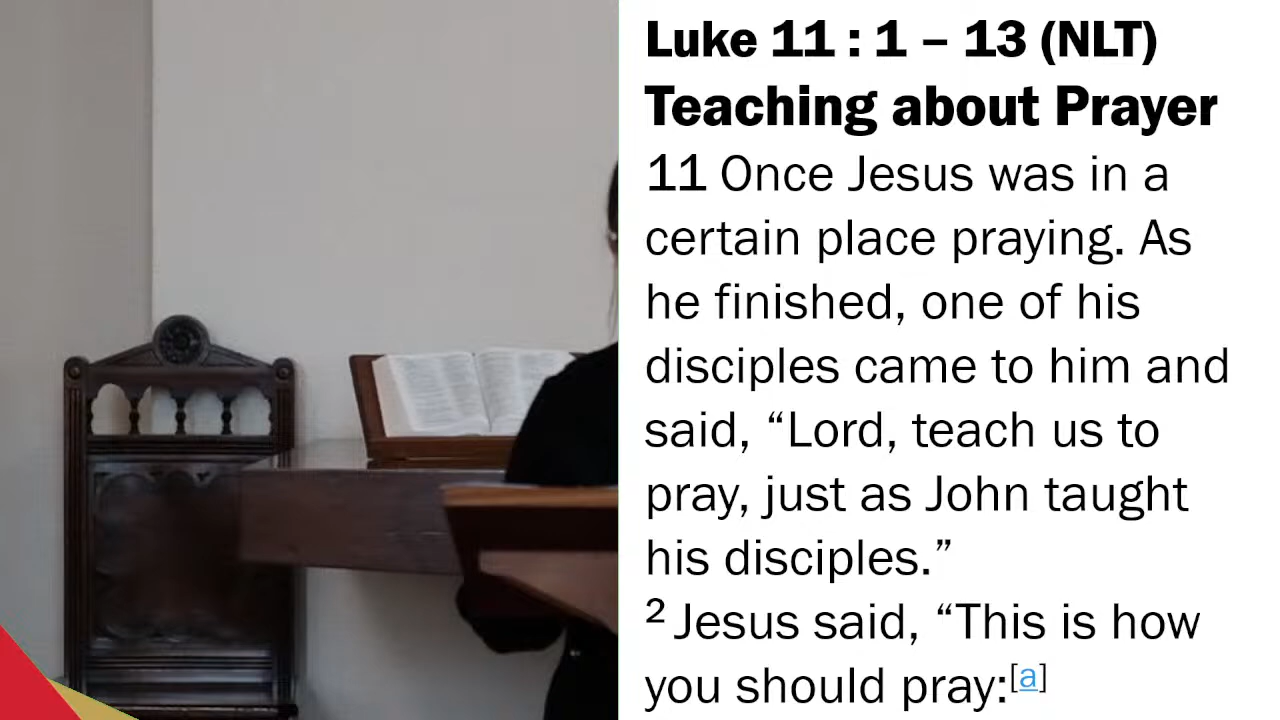 Luke 11 : 1 – 13 (NLT)
Teaching about Prayer
11 Once Jesus was in a
certain place praying. As
he finished, one of his
disciples came to him and
said, “Lord, teach us to
pray, just as John taught
his disciples.”
² Jesus said, “This is how
you should pray:[a]